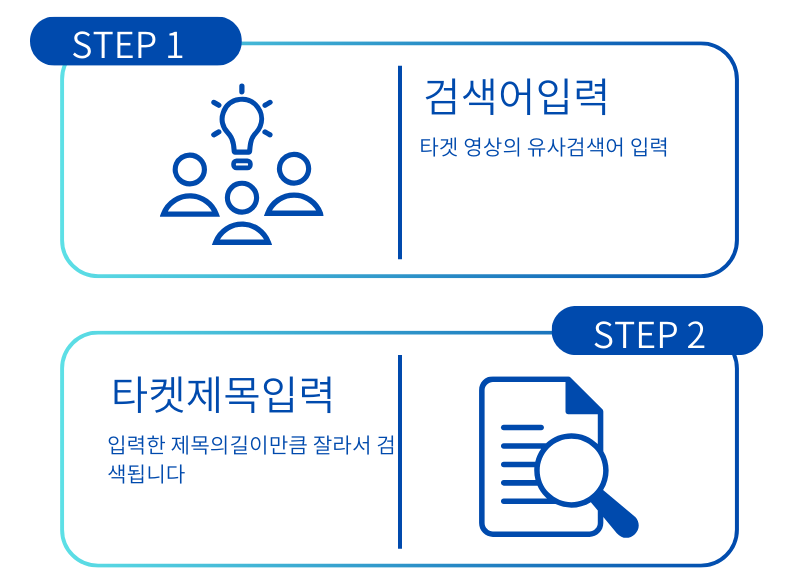 STEP 1
검색어입력
타겟 영상의 유사검색어 입력
STEP 2
타켓제목입력
입력한 제목의길이만큼 잘라서 검
색됩니다